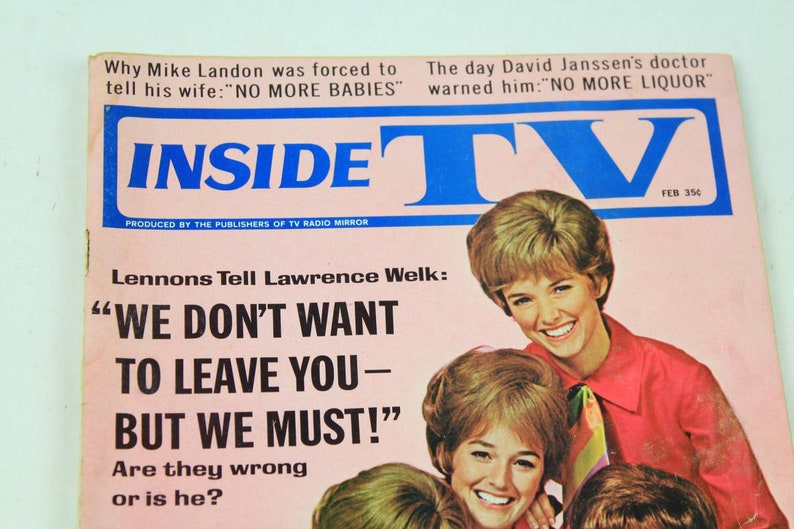 Why Mike Landon was forced to
tell his wife:"NO MORE BABIES"
The day David Janssen's doctor
warned him:"NO MORE LIQUOR"
INSIDE TV
FEB 35¢
PRODUCED BY THE PUBLISHERS OF TV RADIO MIRROR
Lennons Tell Lawrence Welk:
“WE DON'T WANT
TO LEAVE YOU—
BUT WE MUST!”
Are they wrong
or is he?